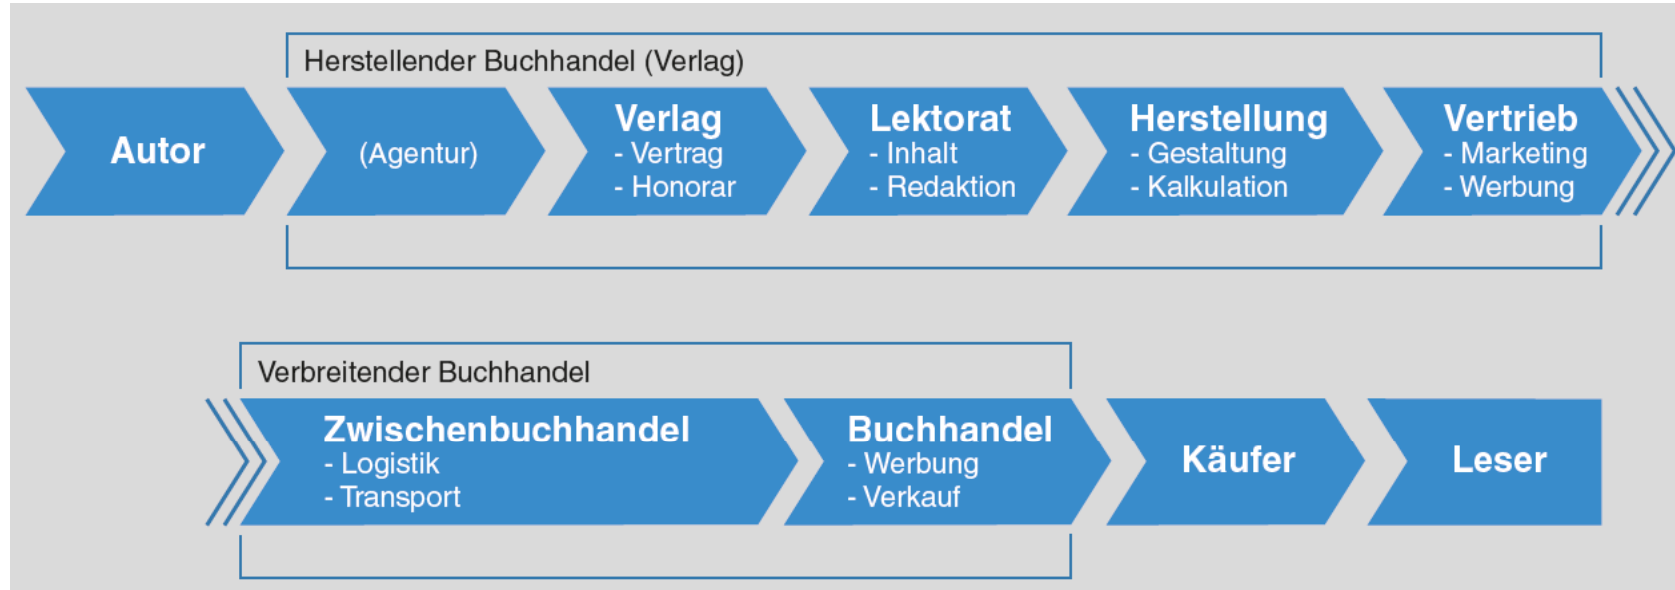 Herstellender Buchhandel (Verlag)
Autor
(Agentur)
Verlag
- Vertrag
- Honorar
Lektorat
- Inhalt
- Redaktion
Herstellung
- Gestaltung
- Kalkulation
Vertrieb
- Marketing
- Werbung
Verbreitender Buchhandel
Zwischenbuchhandel
- Logistik
- Transport
Buchhandel
- Werbung
- Verkauf
Käufer
Leser